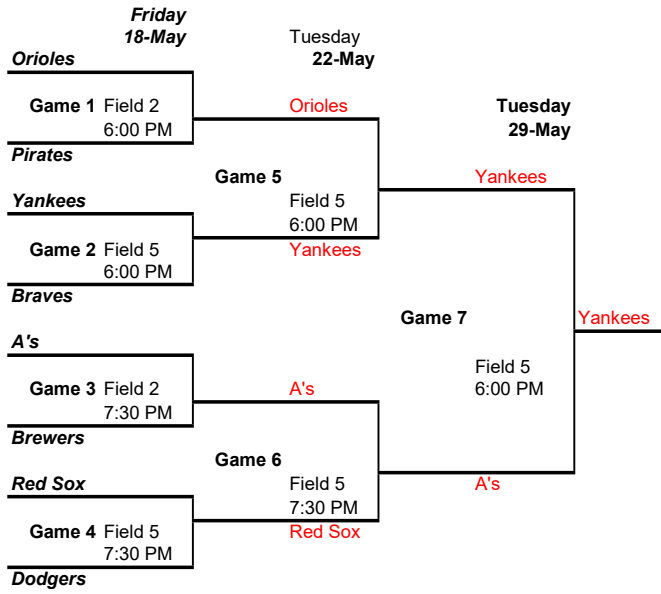 Friday
18-May
Tuesday
22-May
Orioles
Game 1 Field 2
6:00 PM
Orioles
Tuesday
29-May
Pirates
Game 5
Yankees
Yankees
Field 5
6:00 PM
Game 2 Field 5
6:00 PM
Yankees
Braves
Game 7
Yankees
A's
Field 5
6:00 PM
Game 3 Field 2
7:30 PM
A's
Brewers
Game 6
Red Sox
Field 5
7:30 PM
A's
Game 4 Field 5
7:30 PM
Red Sox
Dodgers